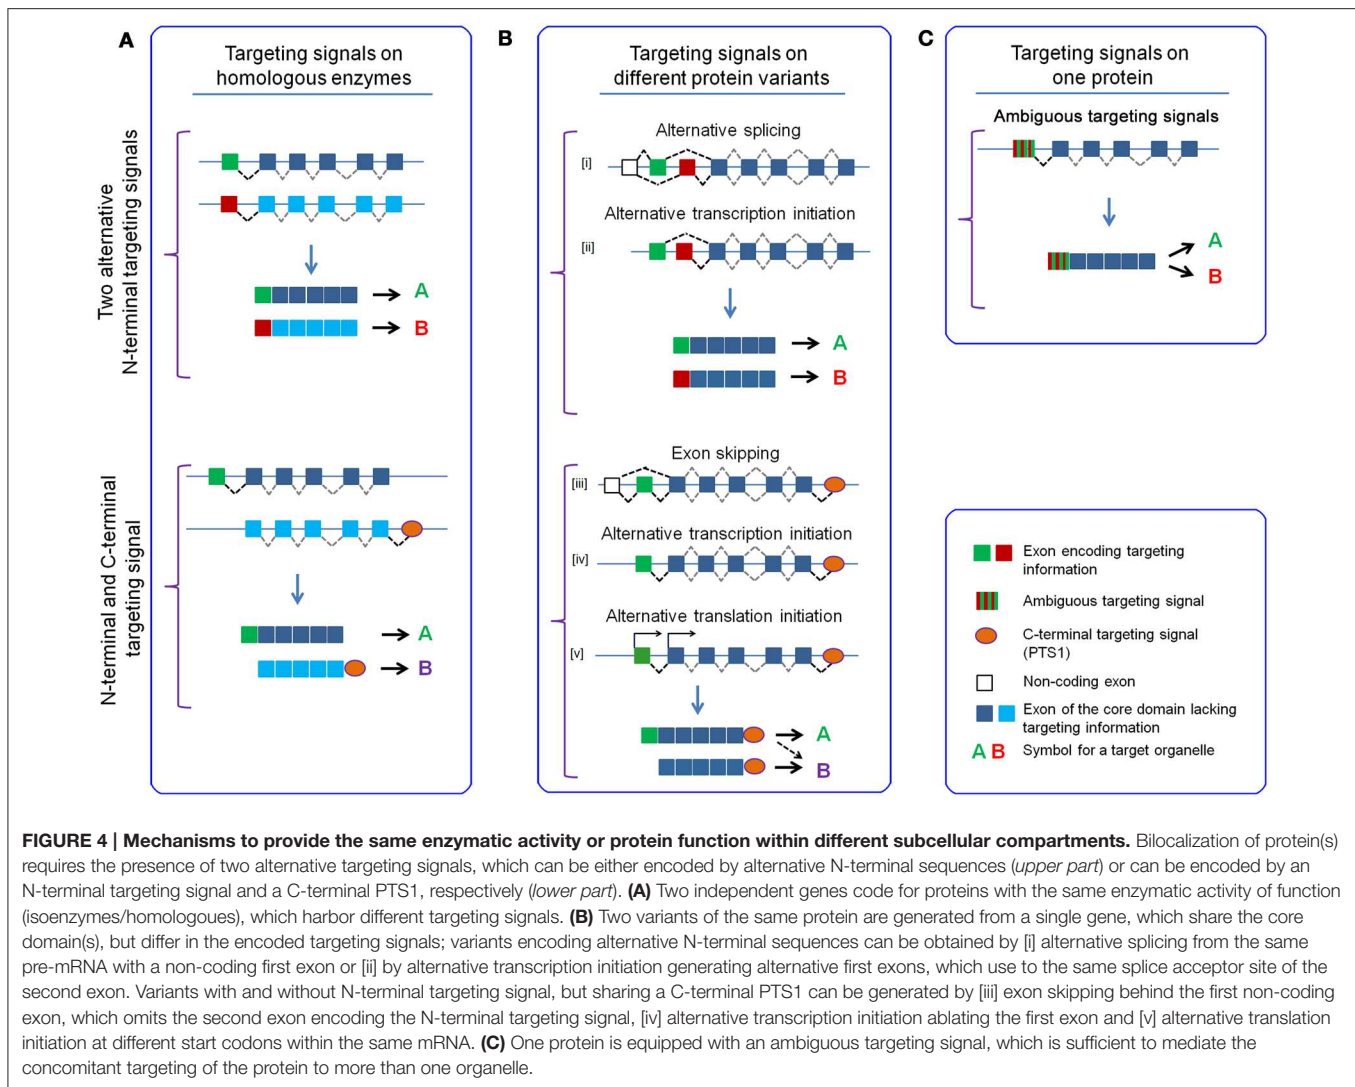 A
Targeting signals on
homologous enzymes
Two alternative
N-terminal targeting signals
A
B
N-terminal and C-terminal
targeting signal
A
B
B
Targeting signals on
different protein variants
Alternative splicing
[i]
Alternative transcription initiation
[ii]
A
B
Exon skipping
[iii]
Alternative transcription initiation
[iv]
Alternative translation initiation
[v]
A
B
C
Targeting signals on
one protein
Ambiguous targeting signals
A
B
Exon encoding targeting
information
Ambiguous targeting signal
C-terminal targeting signal
(PTS1)
Non-coding exon
Exon of the core domain lacking
targeting information
A B Symbol for a target organelle
FIGURE 4 | Mechanisms to provide the same enzymatic activity or protein function within different subcellular compartments. Bilocalization of protein(s)
requires the presence of two alternative targeting signals, which can be either encoded by alternative N-terminal sequences (upper part) or can be encoded by an
N-terminal targeting signal and a C-terminal PTS1, respectively (lower part). (A) Two independent genes code for proteins with the same enzymatic activity of function
(isoenzymes/homologoues), which harbor different targeting signals. (B) Two variants of the same protein are generated from a single gene, which share the core
domain(s), but differ in the encoded targeting signals; variants encoding alternative N-terminal sequences can be obtained by [i] alternative splicing from the same
pre-mRNA with a non-coding first exon or [ii] by alternative transcription initiation generating alternative first exons, which use to the same splice acceptor site of the
second exon. Variants with and without N-terminal targeting signal, but sharing a C-terminal PTS1 can be generated by [iii] exon skipping behind the first non-coding
exon, which omits the second exon encoding the N-terminal targeting signal, [iv] alternative transcription initiation ablating the first exon and [v] alternative translation
initiation at different start codons within the same mRNA. (C) One protein is equipped with an ambiguous targeting signal, which is sufficient to mediate the
concomitant targeting of the protein to more than one organelle.